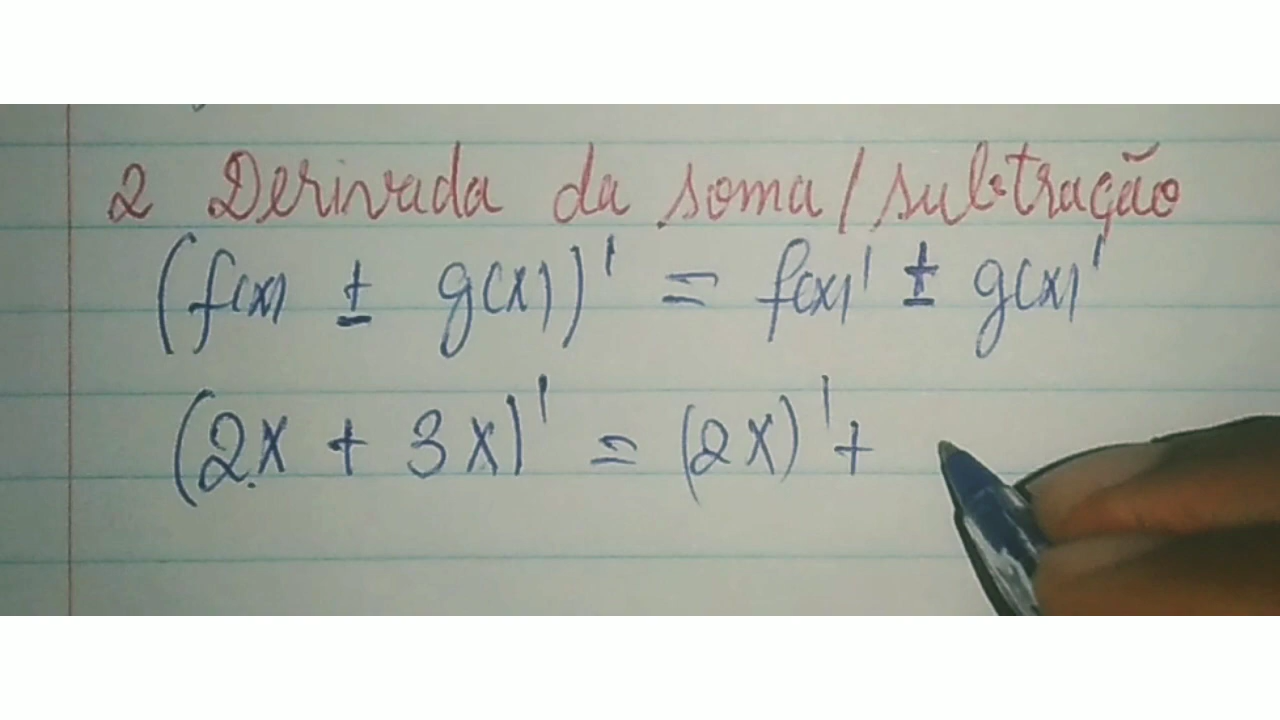 2 Derivada da soma/subtração
(f(x) ± g(x))' = f(x)' ± g(x)'
(2x + 3x)' = (2x)' +